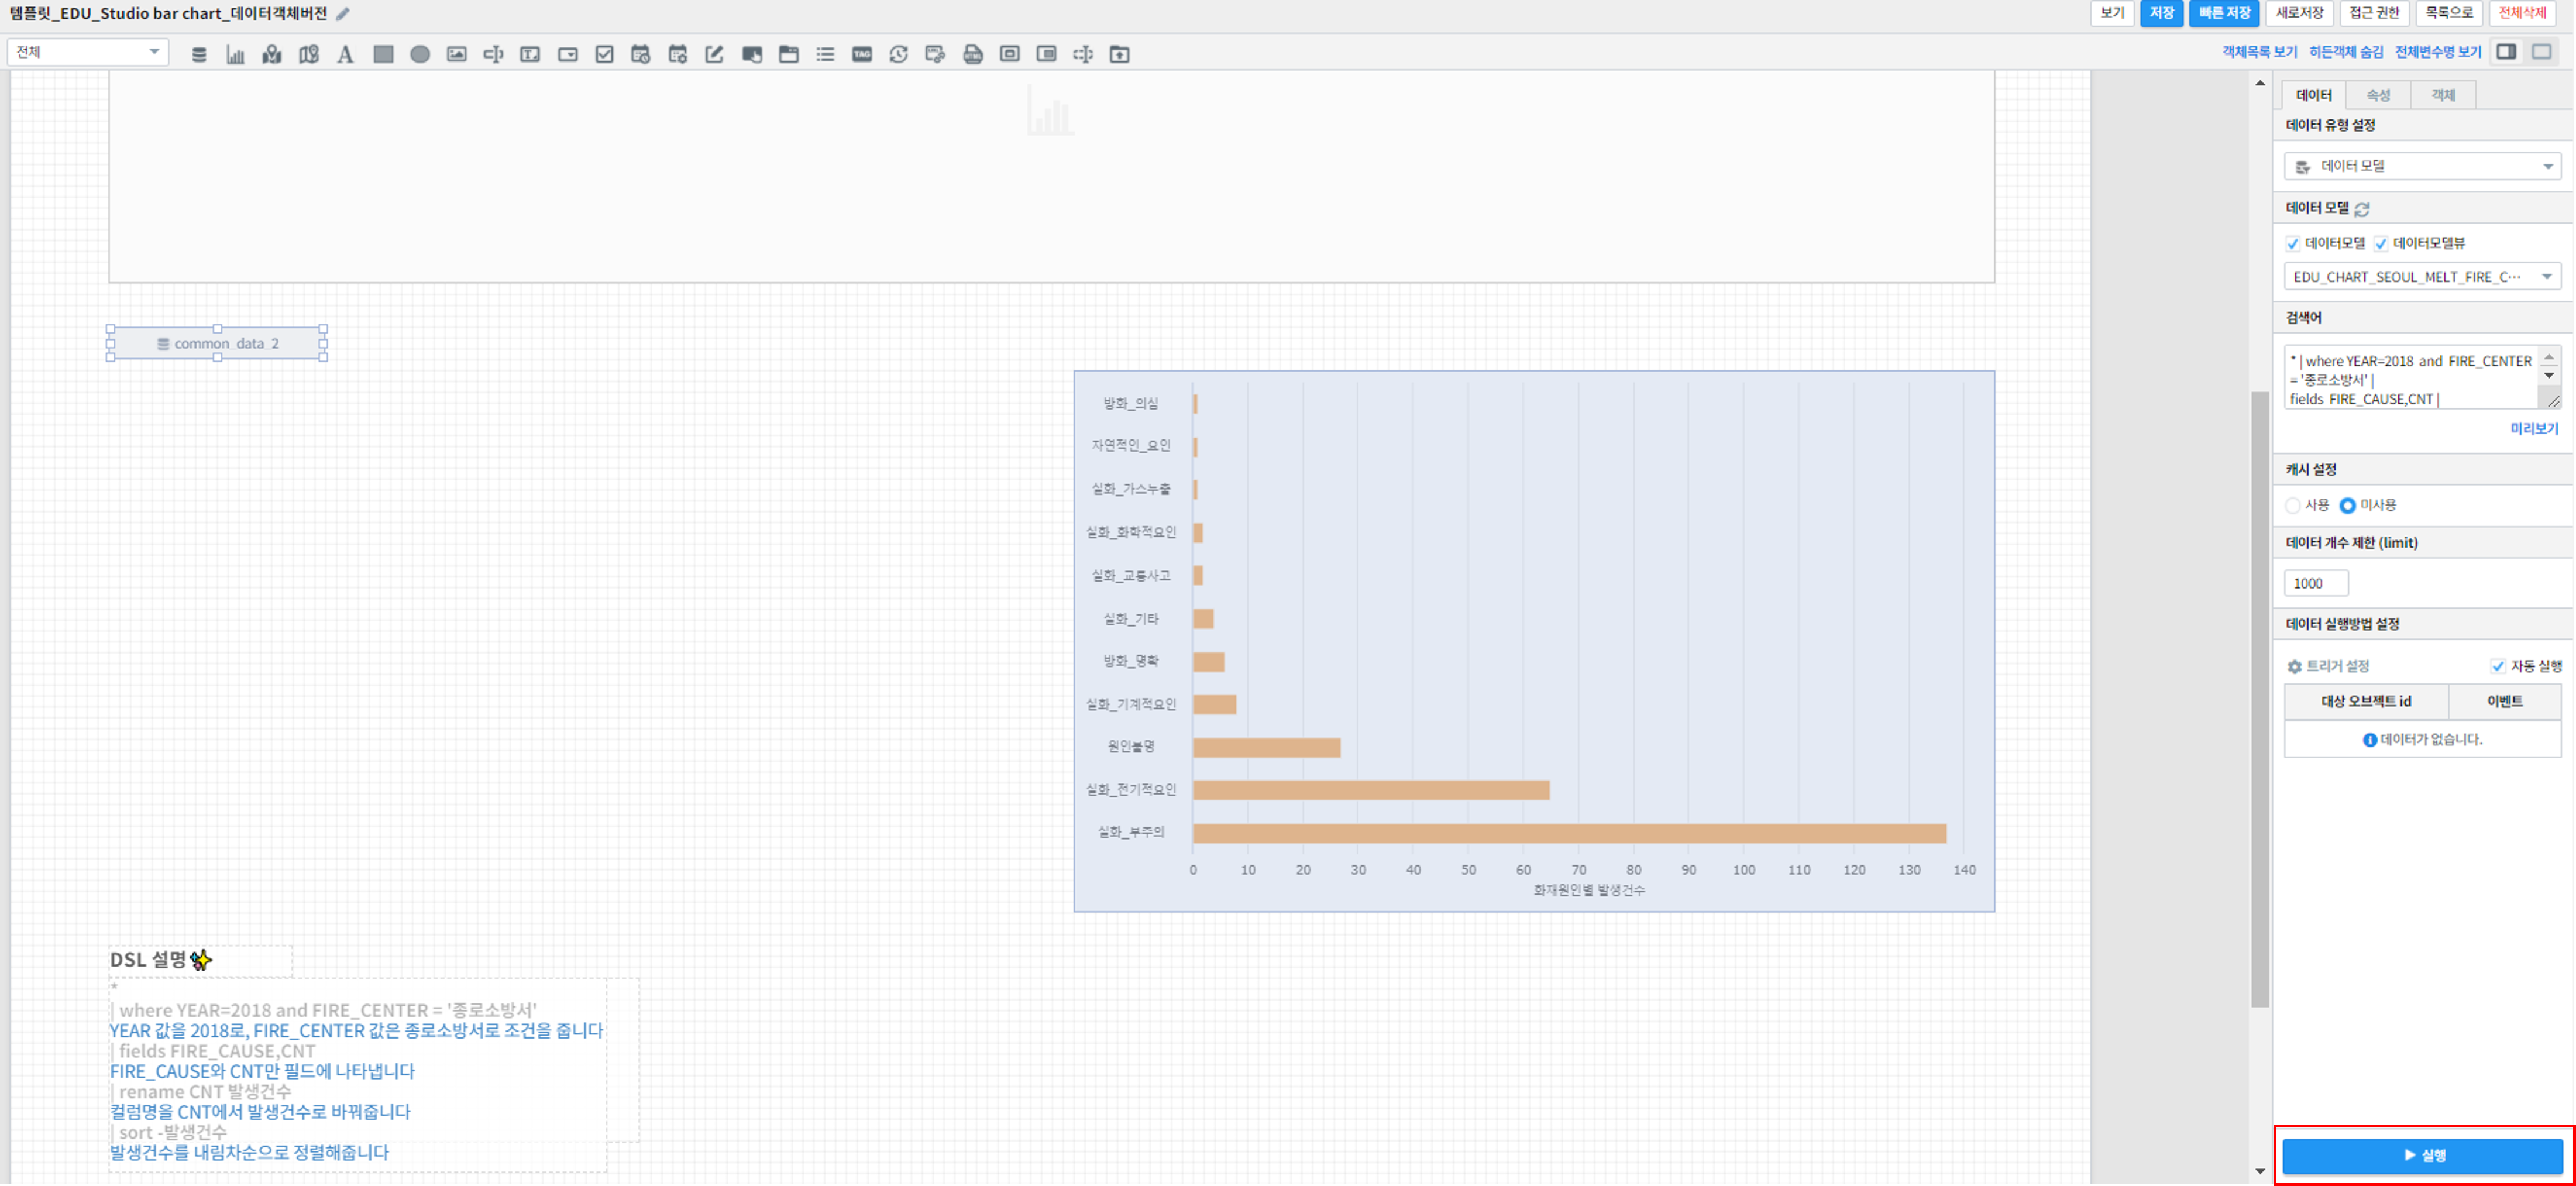 템플릿_EDU_Studio bar chart_데이터객체버전
보기 저장 빠른 저장 새로저장 접근 권한 목록으로 전체삭제
전체
A TAG
객체목록 보기 히든객체 숨김 전체변수명 보기
common_data_2
방화_의심
자연적인_요인
실화_가스누출
실화_화학적요인
실화_교통사고
실화_기타
방화_명확
실화_기계적요인
원인불명
실화_전기적요인
실화_부주의
0 10 20 30 40 50 60 70 80 90 100 110 120 130 140
화재원인별 발생건수
DSL 설명
*
| where YEAR=2018 and FIRE_CENTER = '종로소방서'
YEAR 값을 2018로, FIRE_CENTER 값은 종로소방서로 조건을 줍니다
| fields FIRE_CAUSE,CNT
FIRE_CAUSE와 CNT만 필드에 나타냅니다
| rename CNT 발생건수
컬럼명을 CNT에서 발생건수로 바꿔줍니다
| sort -발생건수
발생건수를 내림차순으로 정렬해줍니다
데이터 속성 객체
데이터 유형 설정
데이터 모델
데이터 모델
데이터모델 데이터모델뷰
EDU_CHART_SEOUL_MELT_FIRE_C···
검색어
* | where YEAR=2018 and FIRE_CENTER
= '종로소방서' |
fields FIRE_CAUSE,CNT |
미리보기
캐시 설정
사용 미사용
데이터 개수 제한 (limit)
1000
데이터 실행방법 설정
트리거 설정 자동 실행
대상 오브젝트 id 이벤트
데이터가 없습니다.
실행